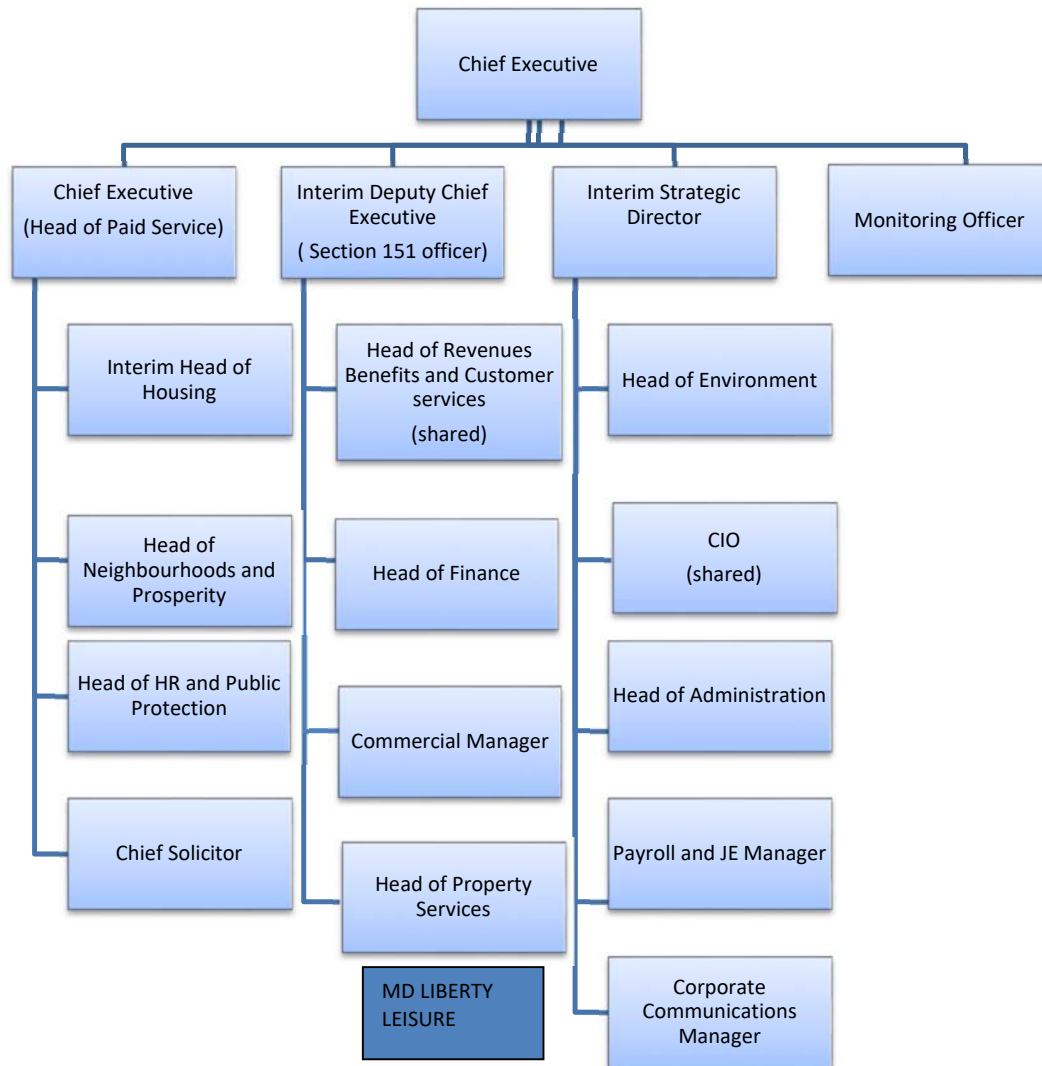 Chief Executive
Chief Executive
(Head of Paid Service)
Interim Deputy Chief
Executive
( Section 151 officer)
Interim Strategic
Director
Monitoring Officer
Interim Head of
Housing
Head of
Neighbourhoods and
Prosperity
Head of HR and Public
Protection
Chief Solicitor
Head of Revenues
Benefits and Customer
services
(shared)
Head of Finance
Commercial Manager
Head of Property
Services
MD LIBERTY
LEISURE
Head of Environment
CIO
(shared)
Head of Administration
Payroll and JE Manager
Corporate
Communications
Manager